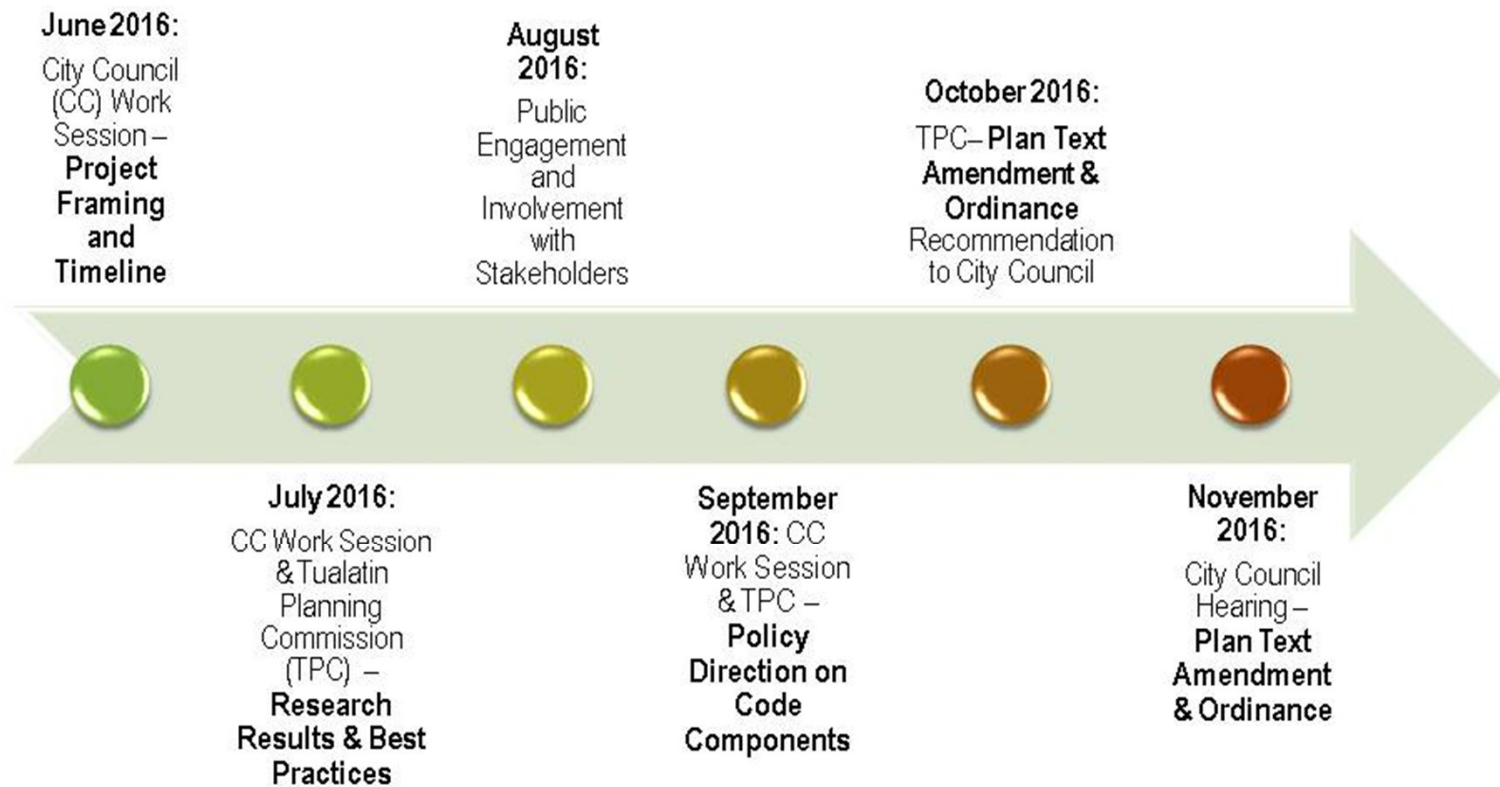 June 2016:
City Council
(CC) Work
Session –
Project
Framing
and
Timeline
July 2016:
CC Work Session
& Tualatin
Planning
Commission
(TPC) –
Research
Results & Best
Practices
August
2016:
Public
Engagement
and
Involvement
with
Stakeholders
September
2016: CC
Work Session
& TPC –
Policy
Direction on
Code
Components
October 2016:
TPC– Plan Text
Amendment &
Ordinance
Recommendation
to City Council
November
2016:
City Council
Hearing –
Plan Text
Amendment
& Ordinance